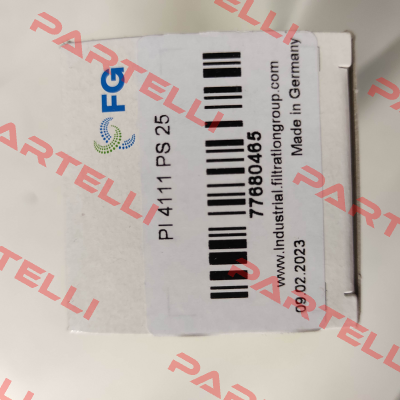 FG
PI 4111 PS 25
77680465
www.Industrial.filtrationgroup.com
Made in Germany
09.02.2023
PARTELLI
PARTELLI
PARTELLI
PARTELLI
PARTELLI